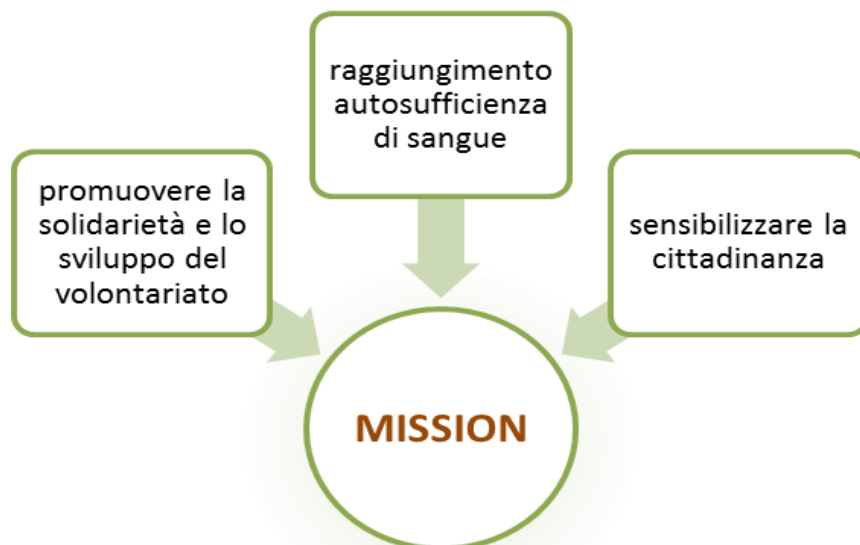 raggiungimento
autosufficienza
di sangue
promuovere la
solidarietà e lo
sviluppo del
volontariato
sensibilizzare la
cittadinanza
MISSION